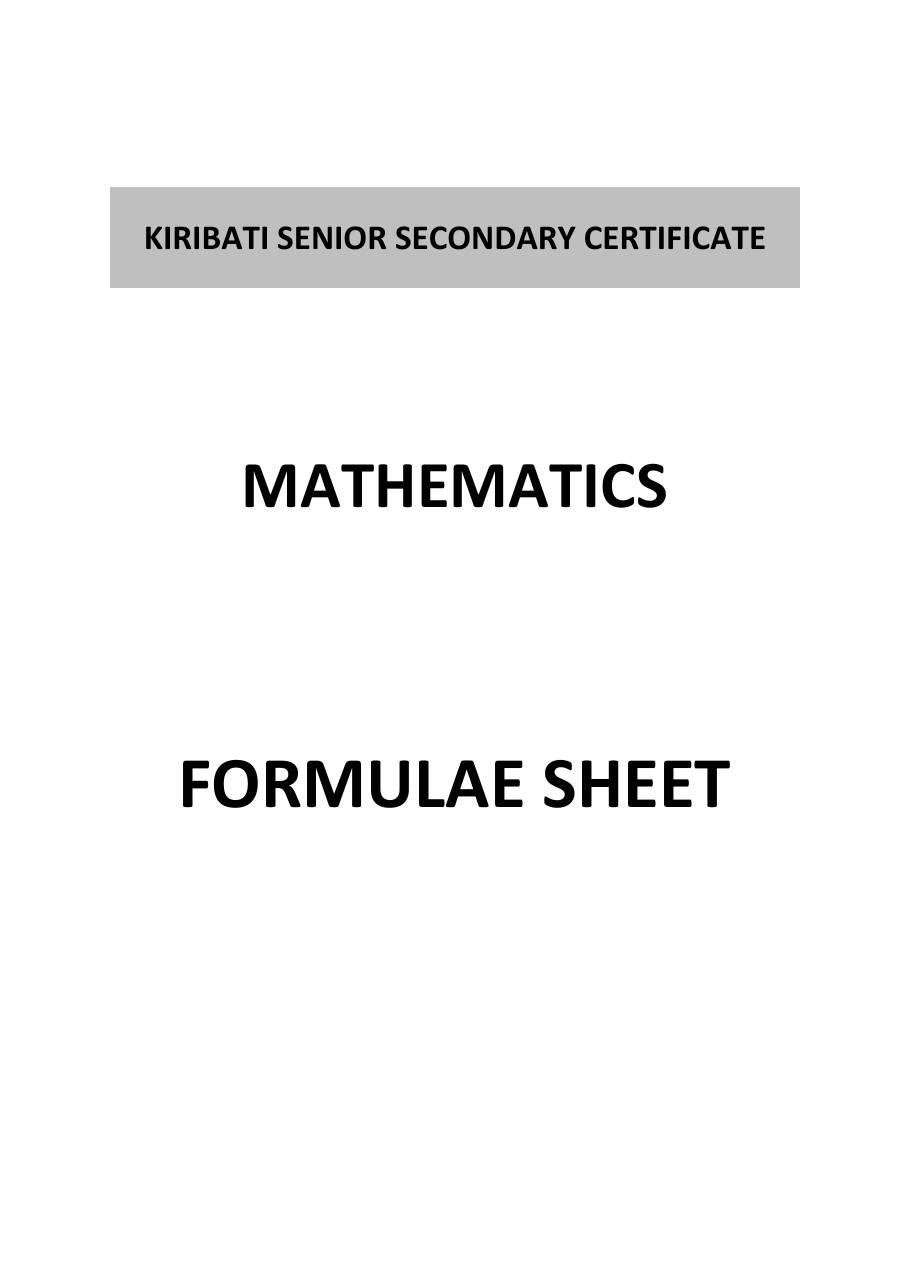 KIRIBATI SENIOR SECONDARY CERTIFICATE
MATHEMATICS
FORMULAE SHEET